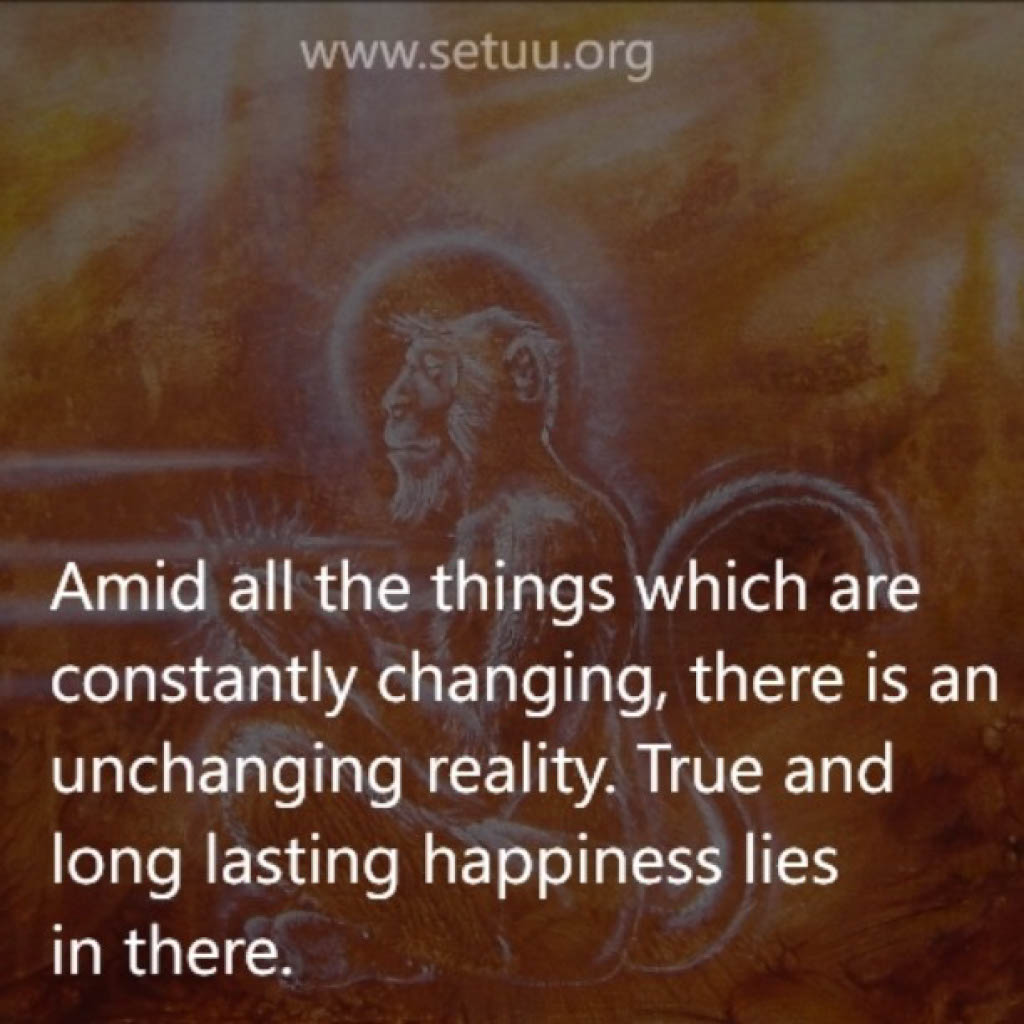 www.setuu.org
Amid all the things which are
constantly changing, there is an
unchanging reality. True and
long lasting happiness lies
in there.